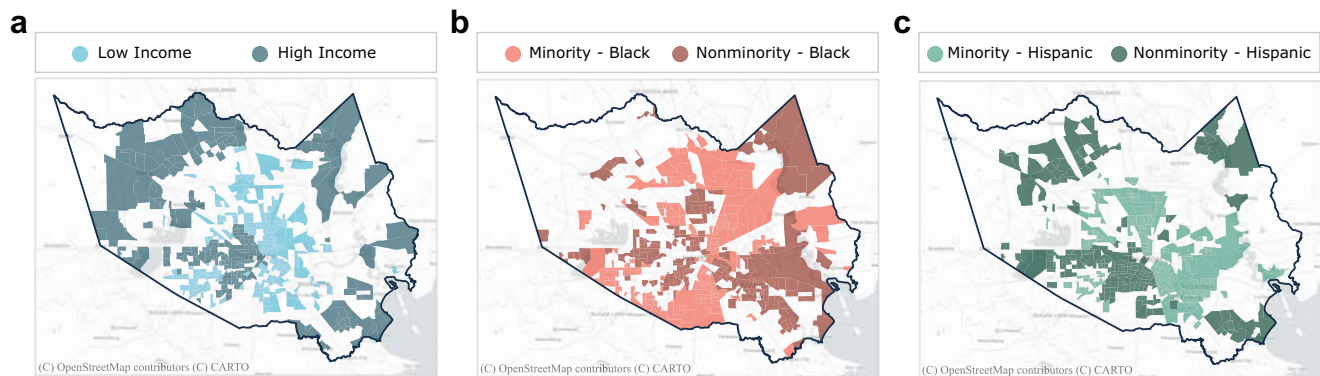 a
Low Income
High Income
(C) OpenStreetMap contributors (C) CARTO
b
Minority - Black
Nonminority - Black
(C) OpenStreetMap contributors (C) CARTO
c
Minority - Hispanic
Nonminority - Hispanic
(C) OpenStreetMap contributors (C) CARTO